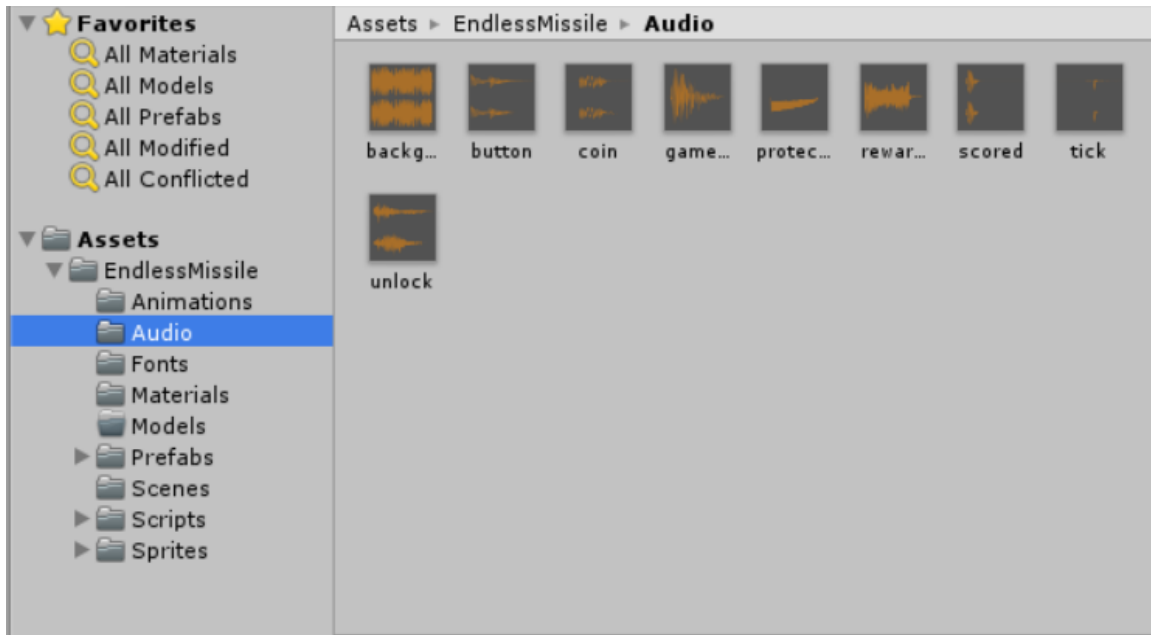 Favorites
All Materials
All Models
All Prefabs
All Modified
All Conflicted
Assets
EndlessMissile
Animations
Audio
Fonts
Materials
Models
Prefabs
Scenes
Scripts
Sprites
Assets ▸ EndlessMissile ▸ Audio
backg... button coin game... protec... rewar... scored tick
unlock